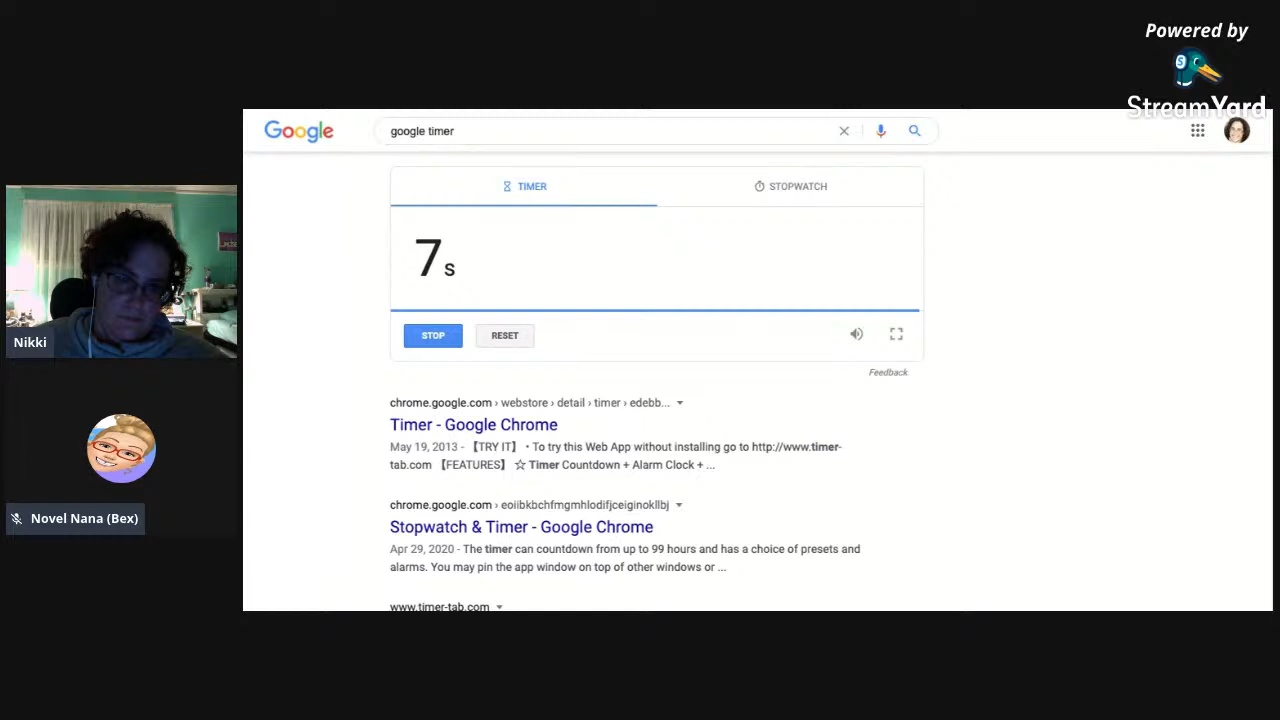 Powered by
StreamYard
Google
google timer
TIMER
STOPWATCH
7 s
STOP
RESET
Feedback
chrome.google.com › webstore › detail › timer › edebb...
Timer - Google Chrome
May 19, 2013 - 【TRY IT】 • To try this Web App without installing go to http://www.timer-
tab.com 【FEATURES】 ☆ Timer Countdown + Alarm Clock + ...
chrome.google.com › eoiibkbchfmgmhlodifjceiginokllbj
Stopwatch & Timer - Google Chrome
Apr 29, 2020 - The timer can countdown from up to 99 hours and has a choice of presets and
alarms. You may pin the app window on top of other windows or ...
www.timer-tab.com
Nikki
Novel Nana (Bex)